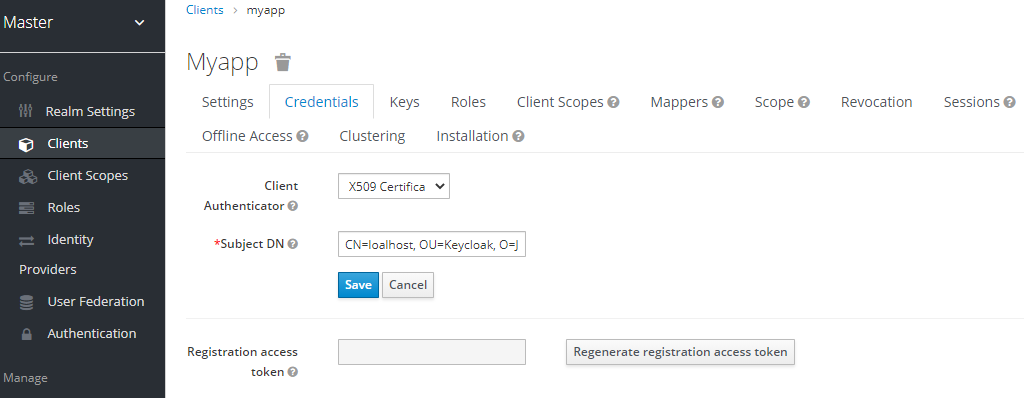 Master
Clients › myapp
Myapp
Configure
Settings Credentials Keys Roles Client Scopes Mappers Scope Revocation Sessions
Realm Settings
Offline Access Clustering Installation
Clients
Client Scopes
Client Authenticator X509 Certifica
Roles
Identity Providers
*Subject DN CN=loalhost, OU=Keycloak, O=J
User Federation
Save Cancel
Authentication
Registration access token Regenerate registration access token
Manage